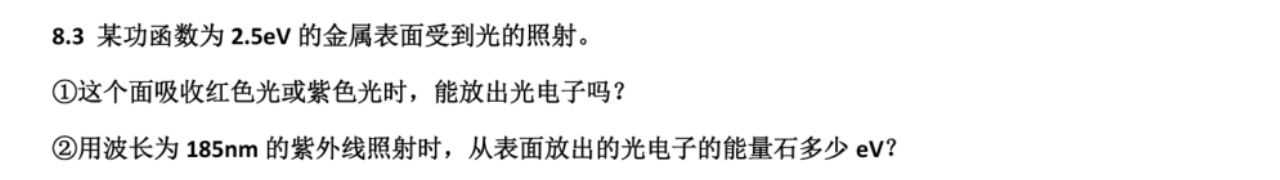 8.3 某功函数为 2.5eV 的金属表面受到光的照射。
①这个面吸收红色光或紫色光时，能放出光电子吗？
②用波长为 185nm 的紫外线照射时，从表面放出的光电子的能量石多少 eV？